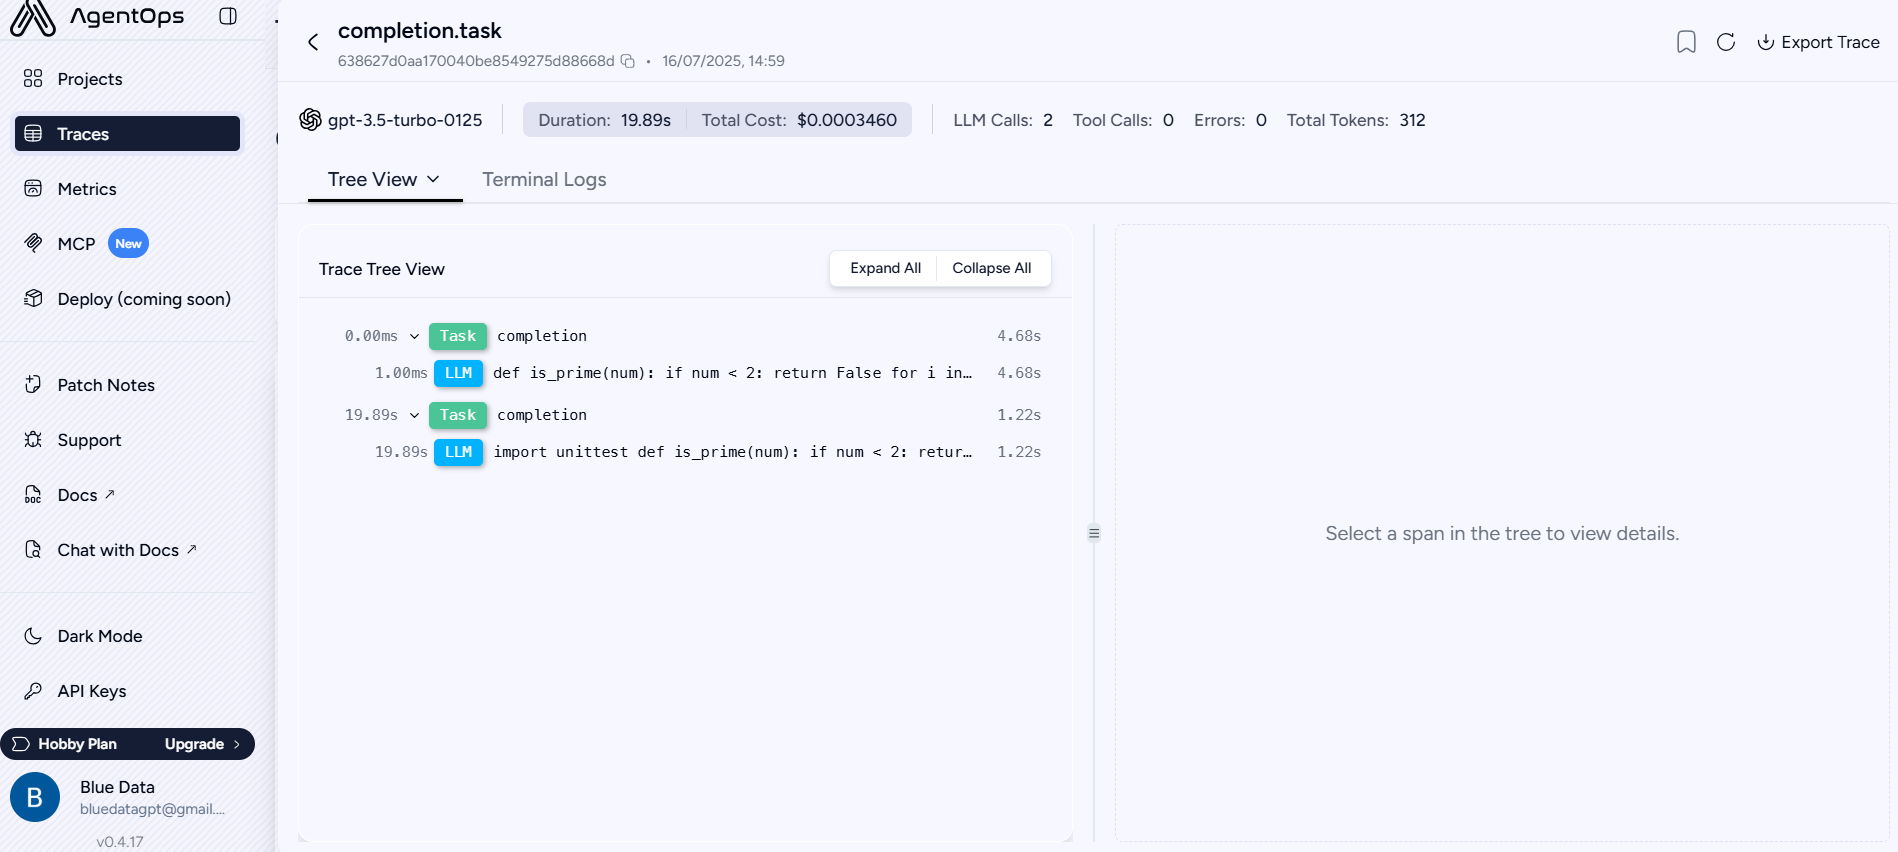 AgentOps
Projects
Traces
Metrics
MCP New
Deploy (coming soon)
Patch Notes
Support
Docs
Chat with Docs
Dark Mode
API Keys
Hobby Plan Upgrade
B
Blue Data
bluedatagpt@gmail....
v0.4.17
completion.task
638627d0aa170040be8549275d88668d • 16/07/2025, 14:59
Export Trace
gpt-3.5-turbo-0125 Duration: 19.89s Total Cost: $0.0003460 LLM Calls: 2 Tool Calls: 0 Errors: 0 Total Tokens: 312
Tree View Terminal Logs
Trace Tree View Expand All Collapse All
0.00ms Task completion 4.68s
1.00ms LLM def is_prime(num): if num < 2: return False for i in… 4.68s
19.89s Task completion 1.22s
19.89s LLM import unittest def is_prime(num): if num < 2: retur… 1.22s
Select a span in the tree to view details.